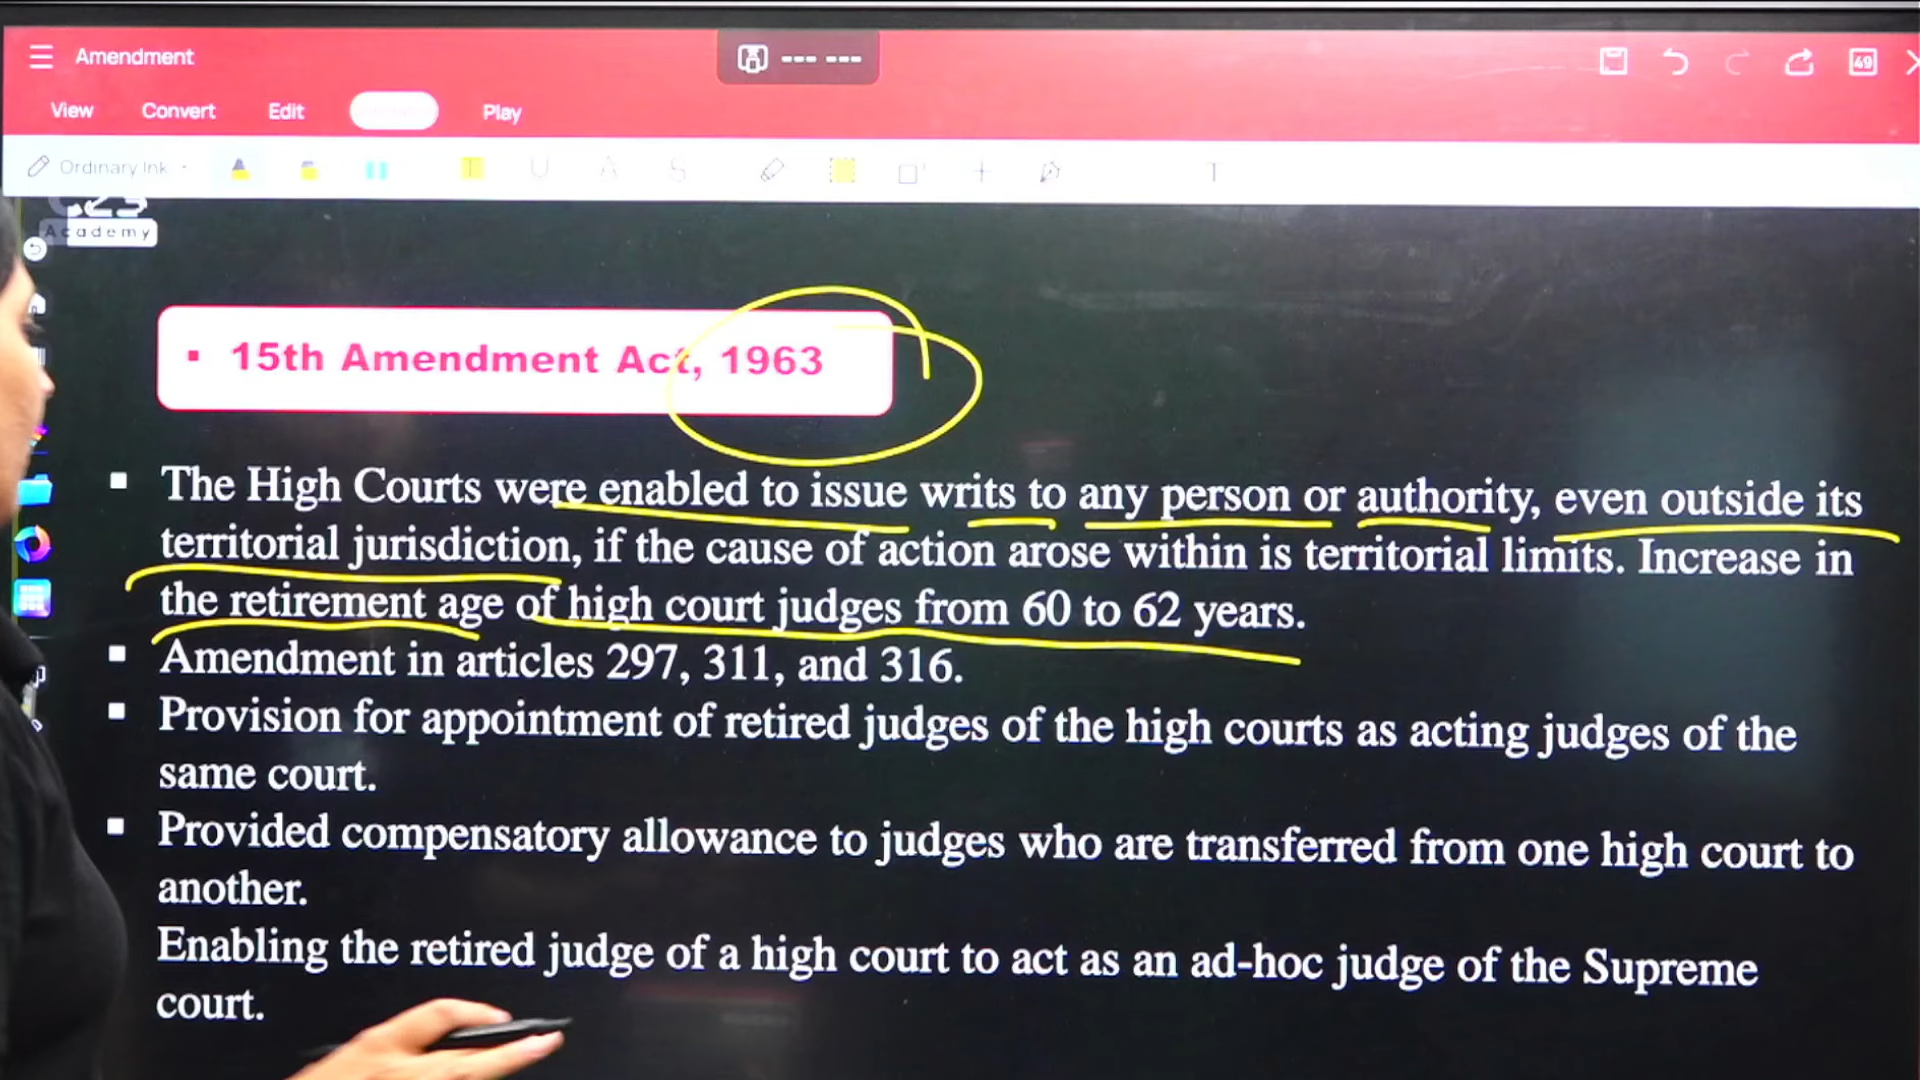 Amendment
--- ---
49
View Convert Edit Play
Ordinary Ink
T U A S T
Academy
▪ 15th Amendment Act, 1963
▪ The High Courts were enabled to issue writs to any person or authority, even outside its
territorial jurisdiction, if the cause of action arose within is territorial limits. Increase in
the retirement age of high court judges from 60 to 62 years.
▪ Amendment in articles 297, 311, and 316.
▪ Provision for appointment of retired judges of the high courts as acting judges of the
same court.
▪ Provided compensatory allowance to judges who are transferred from one high court to
another.
Enabling the retired judge of a high court to act as an ad-hoc judge of the Supreme
court.